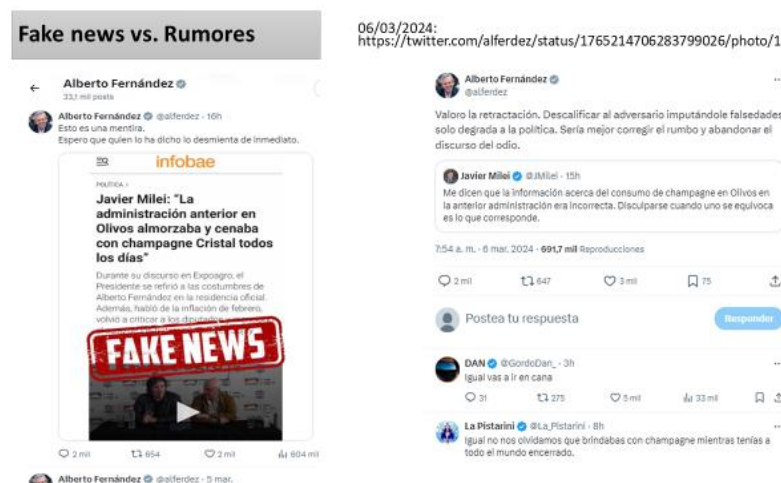 Fake news vs. Rumores
Alberto Fernández
33,1 mil posts
Alberto Fernández @alferdez · 16h
Esto es una mentira.
Espero que quien lo ha dicho lo desmienta de inmediato.
infobae
POLÍTICA >
Javier Milei: "La
administración anterior en
Olivos almorzaba y cenaba
con champagne Cristal todos
los días"
Durante su discurso en Expoagro, el
Presidente se refirió a las costumbres de
Alberto Fernández en la residencia oficial.
Además, habló de la inflación de febrero,
volvió a criticar a los diputados
FAKE NEWS
2 mil 654 2 mil 604 mil
Alberto Fernández @alferdez · 5 mar.
06/03/2024:
https://twitter.com/alferdez/status/1765214706283799026/photo/1
Alberto Fernández
@alferdez
Valoro la retractación. Descalificar al adversario imputándole falsedades
solo degrada a la política. Sería mejor corregir el rumbo y abandonar el
discurso del odio.
Javier Milei @JMilei · 15h
Me dicen que la información acerca del consumo de champagne en Olivos en
la anterior administración era incorrecta. Disculparse cuando uno se equivoca
es lo que corresponde.
7:54 a. m. · 6 mar. 2024 · 691,7 mil Reproducciones
2 mil 647 3 mil 75
Postea tu respuesta
Responder
DAN @GordoDan_ · 3h
Igual vas a ir en cana
31 275 5 mil 33 mil
La Pistarini @La_Pistarini · 8h
Igual no nos olvidamos que brindabas con champagne mientras tenías a
todo el mundo encerrado.